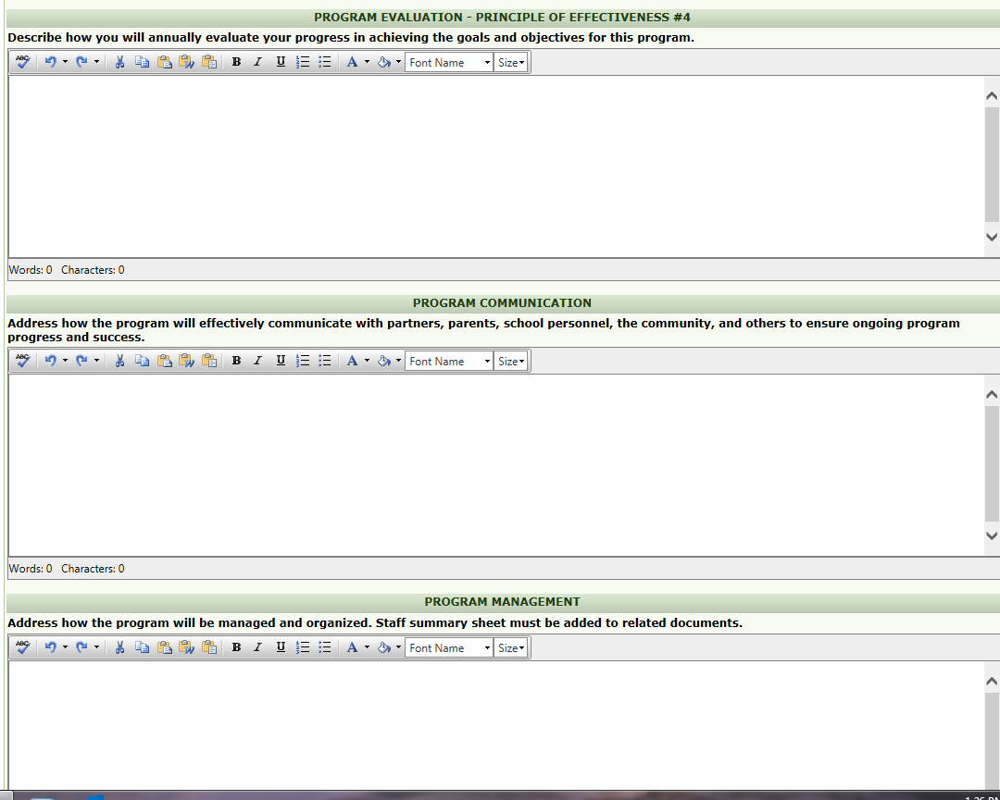 PROGRAM EVALUATION - PRINCIPLE OF EFFECTIVENESS #4
Describe how you will annually evaluate your progress in achieving the goals and objectives for this program.
ABC B I U A Font Name Size
Words: 0 Characters: 0
PROGRAM COMMUNICATION
Address how the program will effectively communicate with partners, parents, school personnel, the community, and others to ensure ongoing program
progress and success.
ABC B I U A Font Name Size
Words: 0 Characters: 0
PROGRAM MANAGEMENT
Address how the program will be managed and organized. Staff summary sheet must be added to related documents.
ABC B I U A Font Name Size